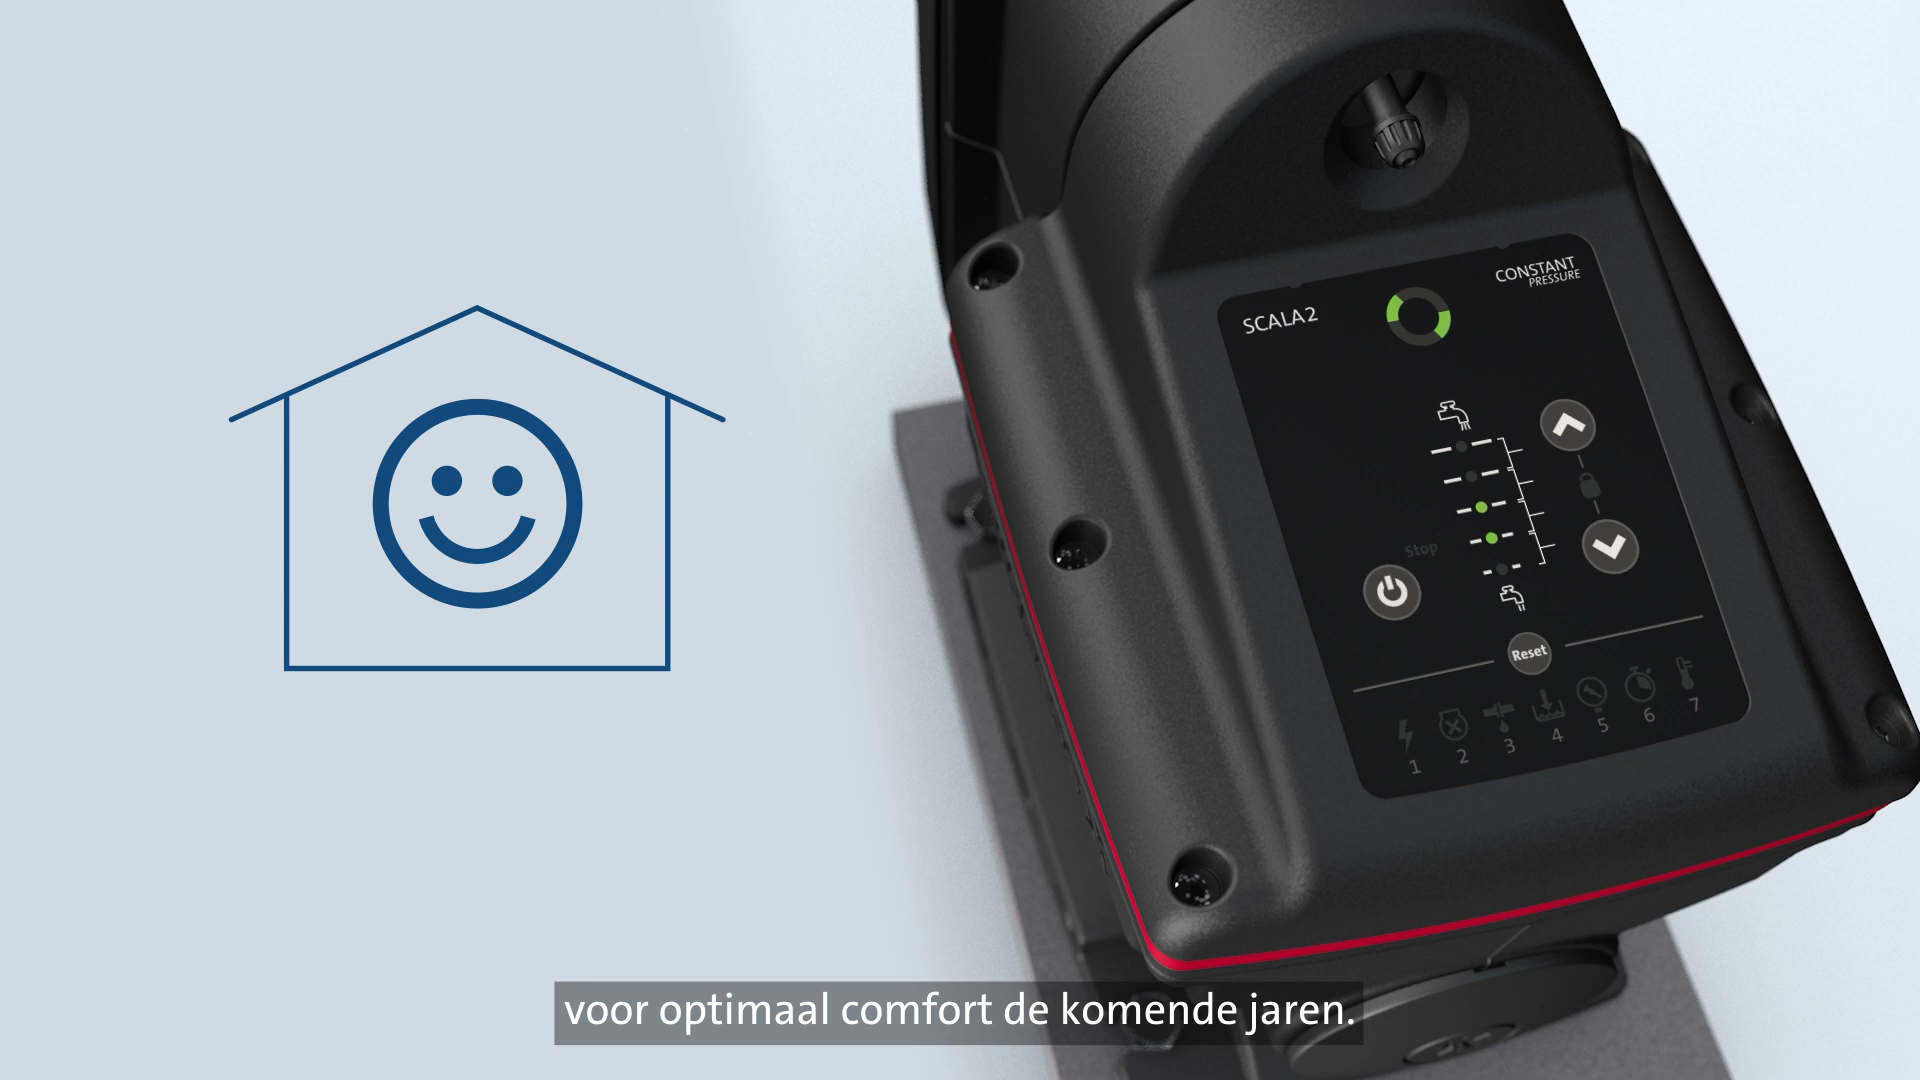 SCALA2
CONSTANT
PRESSURE
Stop
Reset
1 2 3 4 5 6 7
voor optimaal comfort de komende jaren.